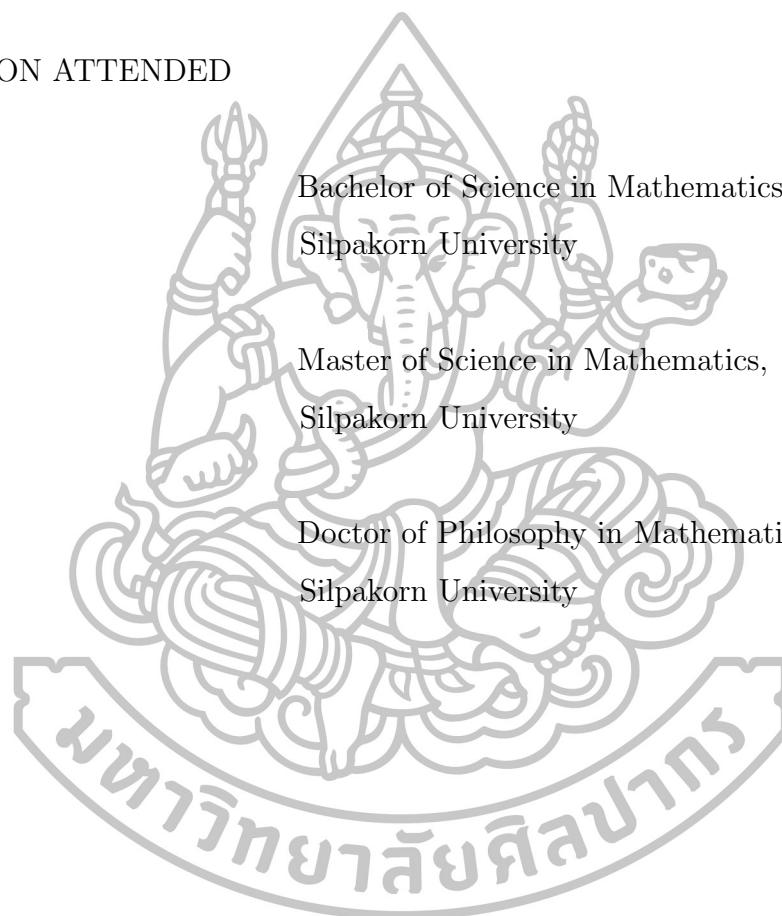 ON ATTENDED
Bachelor of Science in Mathematics
Silpakorn University
Master of Science in Mathematics,
Silpakorn University
Doctor of Philosophy in Mathemati
Silpakorn University
มหาวิทยาลัยศิลปากร